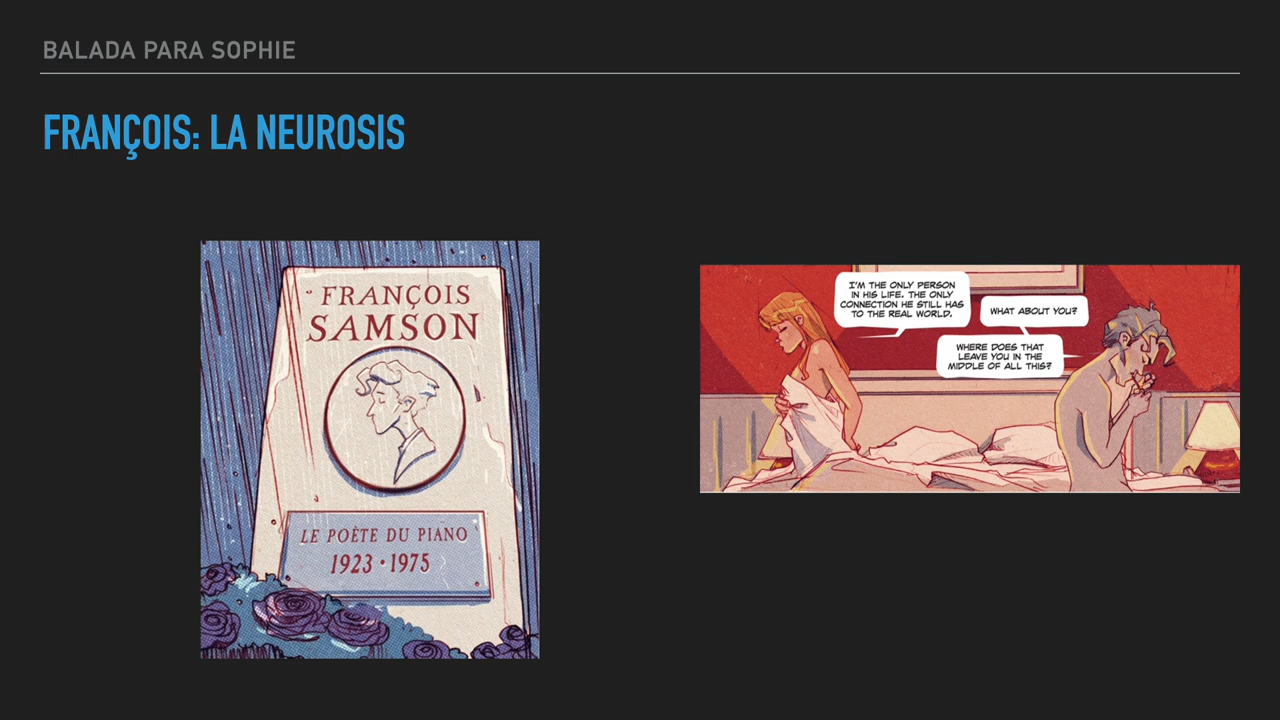 BALADA PARA SOPHIE
FRANÇOIS: LA NEUROSIS
FRANÇOIS
SAMSON
LE POÈTE DU PIANO
1923 • 1975
I'M THE ONLY PERSON
IN HIS LIFE. THE ONLY
CONNECTION HE STILL HAS
TO THE REAL WORLD.
WHAT ABOUT YOU?
WHERE DOES THAT
LEAVE YOU IN THE
MIDDLE OF ALL THIS?